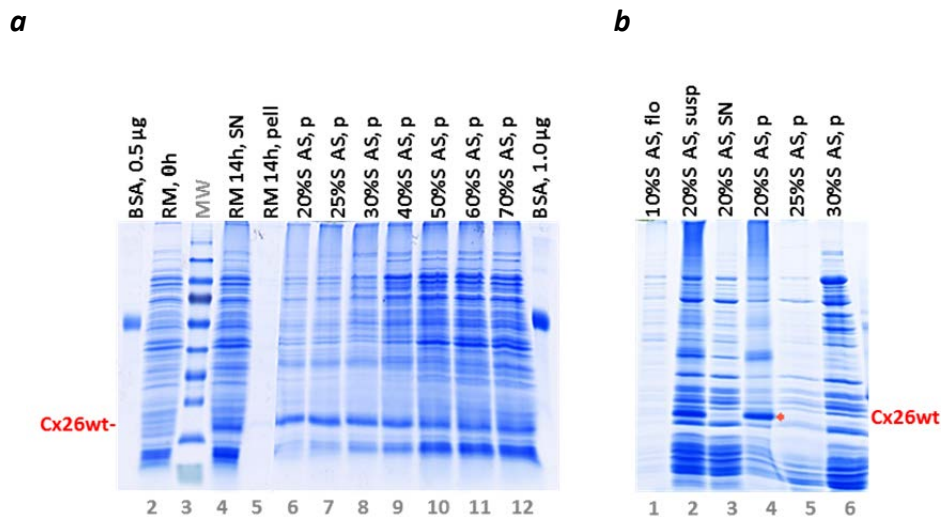 a
b
BSA, 0.5 µg
RM, 0h
MW
RM 14h, SN
RM 14h, pell
20%S AS, p
25%S AS, p
30%S AS, p
40%S AS, p
50%S AS, p
60%S AS, p
70%S AS, p
BSA, 1.0 µg
10%S AS, flo
20%S AS, susp
20%S AS, SN
20%S AS, p
25%S AS, p
30%S AS, p
Cx26wt-
Cx26wt
2 3 4 5 6 7 8 9 10 11 12
1 2 3 4 5 6